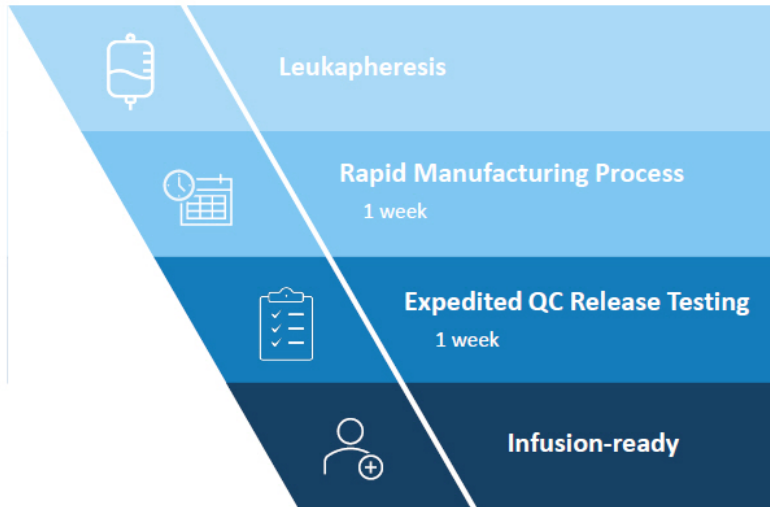 Leukapheresis
Rapid Manufacturing Process
1 week
Expedited QC Release Testing
1 week
Infusion-ready